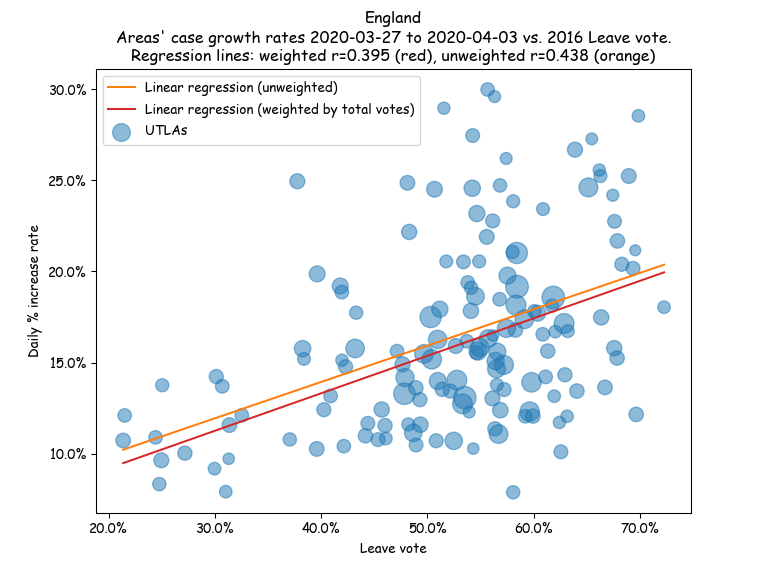 England
Areas' case growth rates 2020-03-27 to 2020-04-03 vs. 2016 Leave vote.
Regression lines: weighted r=0.395 (red), unweighted r=0.438 (orange)
Linear regression (unweighted)
Linear regression (weighted by total votes)
UTLAs
Daily % increase rate
30.0%
25.0%
20.0%
15.0%
10.0%
20.0% 30.0% 40.0% 50.0% 60.0% 70.0%
Leave vote